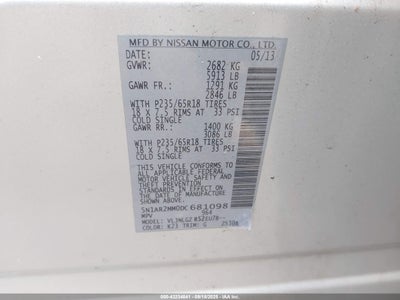 MFD BY NISSAN MOTOR CO., LTD.
DATE: 05/13
GVWR: 2682 KG
5913 LB
GAWR FR.: 1291 KG
2846 LB
WITH P235/65R18 TIRES
18 X 7.5 RIMS AT 33 PSI
COLD SINGLE
GAWR RR.: 1400 KG
3086 LB
WITH P235/65R18 TIRES
18 X 7.5 RIMS AT 33 PSI
COLD SINGLE
THIS VEHICLE CONFORMS TO
ALL APPLICABLE FEDERAL
MOTOR VEHICLE SAFETY
STANDARDS IN EFFECT ON
THE DATE OF MANUFACTURE
SHOWN ABOVE.
5N1AR2MM0DC681098
MPV 964
MODEL:
COLOR: K23 TRIM: G